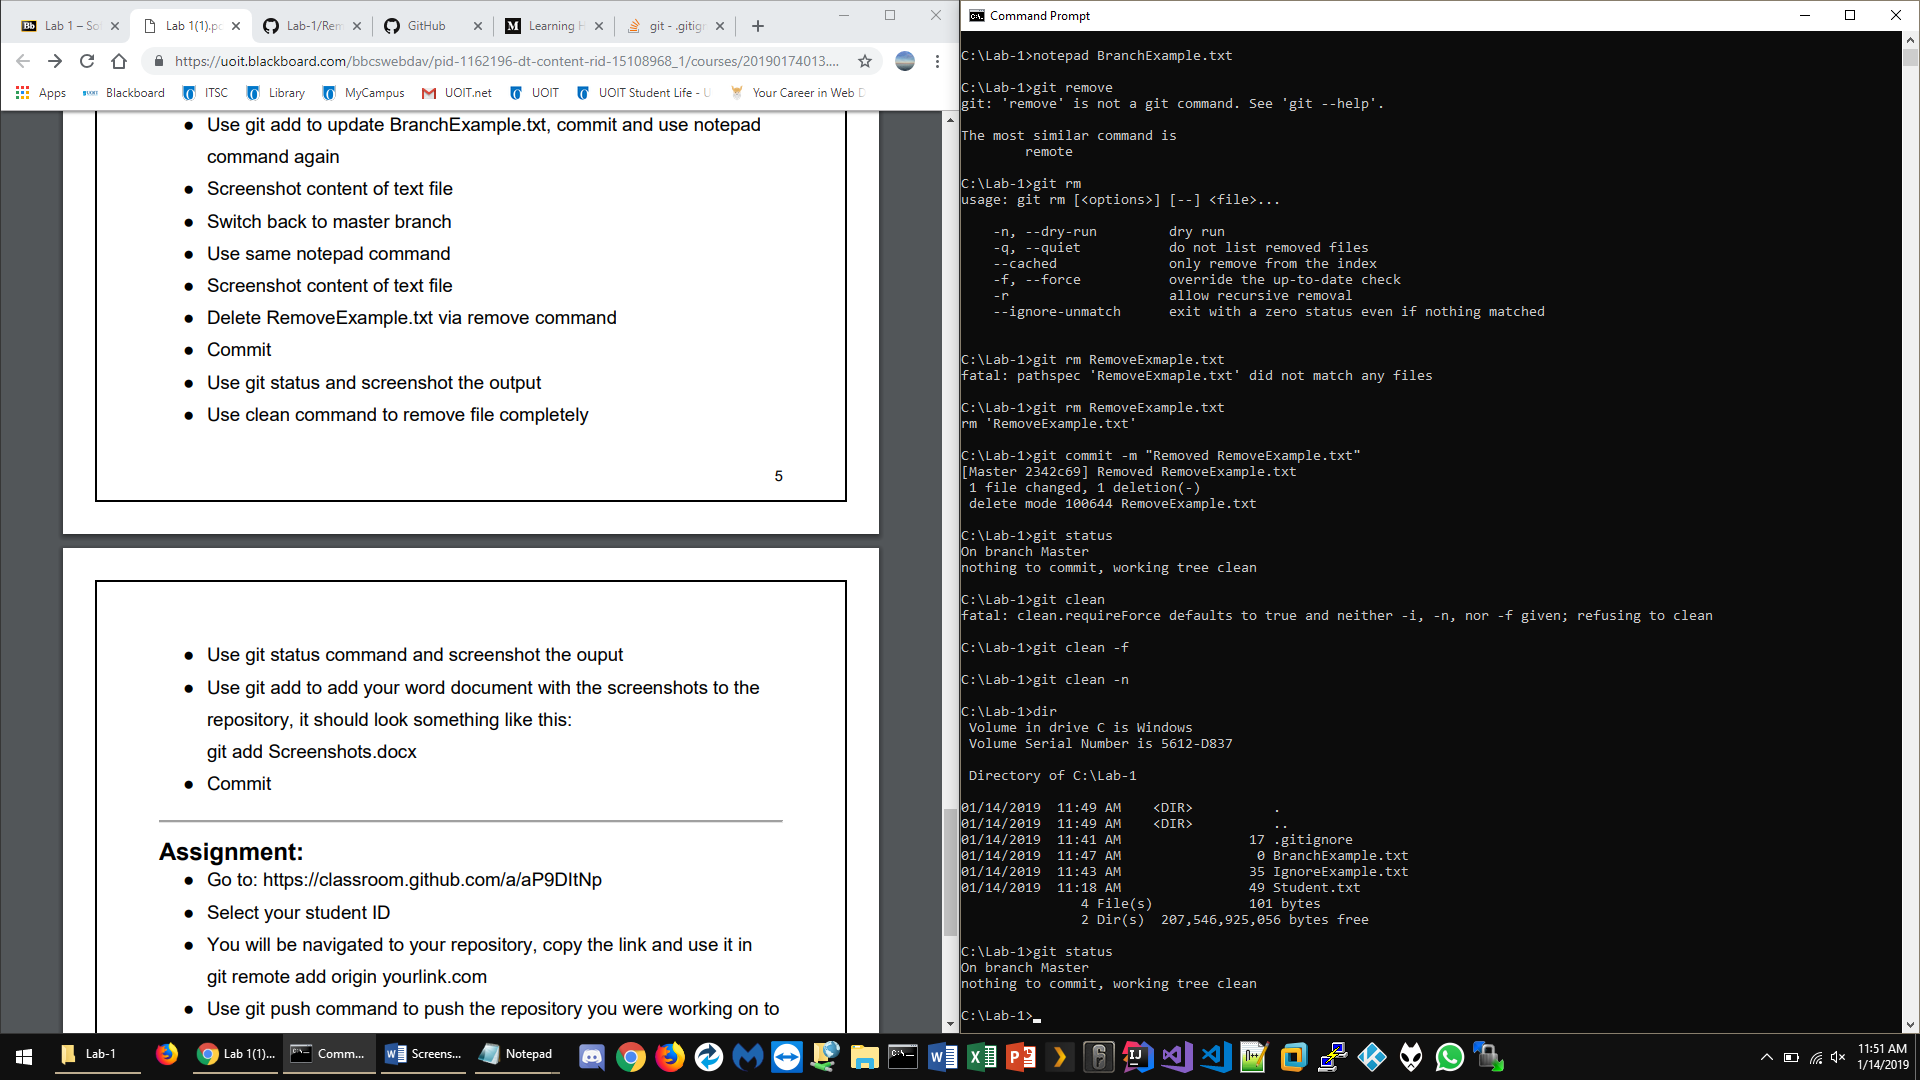 Lab 1 – So
Lab 1(1).pd
Lab-1/Rem
GitHub
Learning H
git - .gitign
https://uoit.blackboard.com/bbcswebdav/pid-1162196-dt-content-rid-15108968_1/courses/20190174013....
Apps
Blackboard
ITSC
Library
MyCampus
UOIT.net
UOIT
UOIT Student Life - U
Your Career in Web D
● Use git add to update BranchExample.txt, commit and use notepad
command again
● Screenshot content of text file
● Switch back to master branch
● Use same notepad command
● Screenshot content of text file
● Delete RemoveExample.txt via remove command
● Commit
● Use git status and screenshot the output
● Use clean command to remove file completely
5
● Use git status command and screenshot the ouput
● Use git add to add your word document with the screenshots to the
repository, it should look something like this:
git add Screenshots.docx
● Commit
Assignment:
● Go to: https://classroom.github.com/a/aP9DItNp
● Select your student ID
● You will be navigated to your repository, copy the link and use it in
git remote add origin yourlink.com
● Use git push command to push the repository you were working on to
Command Prompt
C:\Lab-1>notepad BranchExample.txt
C:\Lab-1>git remove
git: 'remove' is not a git command. See 'git --help'.
The most similar command is
remote
C:\Lab-1>git rm
usage: git rm [<options>] [--] <file>...
-n, --dry-run dry run
-q, --quiet do not list removed files
--cached only remove from the index
-f, --force override the up-to-date check
-r allow recursive removal
--ignore-unmatch exit with a zero status even if nothing matched
C:\Lab-1>git rm RemoveExmaple.txt
fatal: pathspec 'RemoveExmaple.txt' did not match any files
C:\Lab-1>git rm RemoveExample.txt
rm 'RemoveExample.txt'
C:\Lab-1>git commit -m "Removed RemoveExample.txt"
[Master 2342c69] Removed RemoveExample.txt
1 file changed, 1 deletion(-)
delete mode 100644 RemoveExample.txt
C:\Lab-1>git status
On branch Master
nothing to commit, working tree clean
C:\Lab-1>git clean
fatal: clean.requireForce defaults to true and neither -i, -n, nor -f given; refusing to clean
C:\Lab-1>git clean -f
C:\Lab-1>git clean -n
C:\Lab-1>dir
Volume in drive C is Windows
Volume Serial Number is 5612-D837
Directory of C:\Lab-1
01/14/2019 11:49 AM <DIR> .
01/14/2019 11:49 AM <DIR> ..
01/14/2019 11:41 AM 17 .gitignore
01/14/2019 11:47 AM 0 BranchExample.txt
01/14/2019 11:43 AM 35 IgnoreExample.txt
01/14/2019 11:18 AM 49 Student.txt
4 File(s) 101 bytes
2 Dir(s) 207,546,925,056 bytes free
C:\Lab-1>git status
On branch Master
nothing to commit, working tree clean
C:\Lab-1>
Lab-1
Lab 1(1)....
Comm...
Screens...
Notepad
11:51 AM
1/14/2019